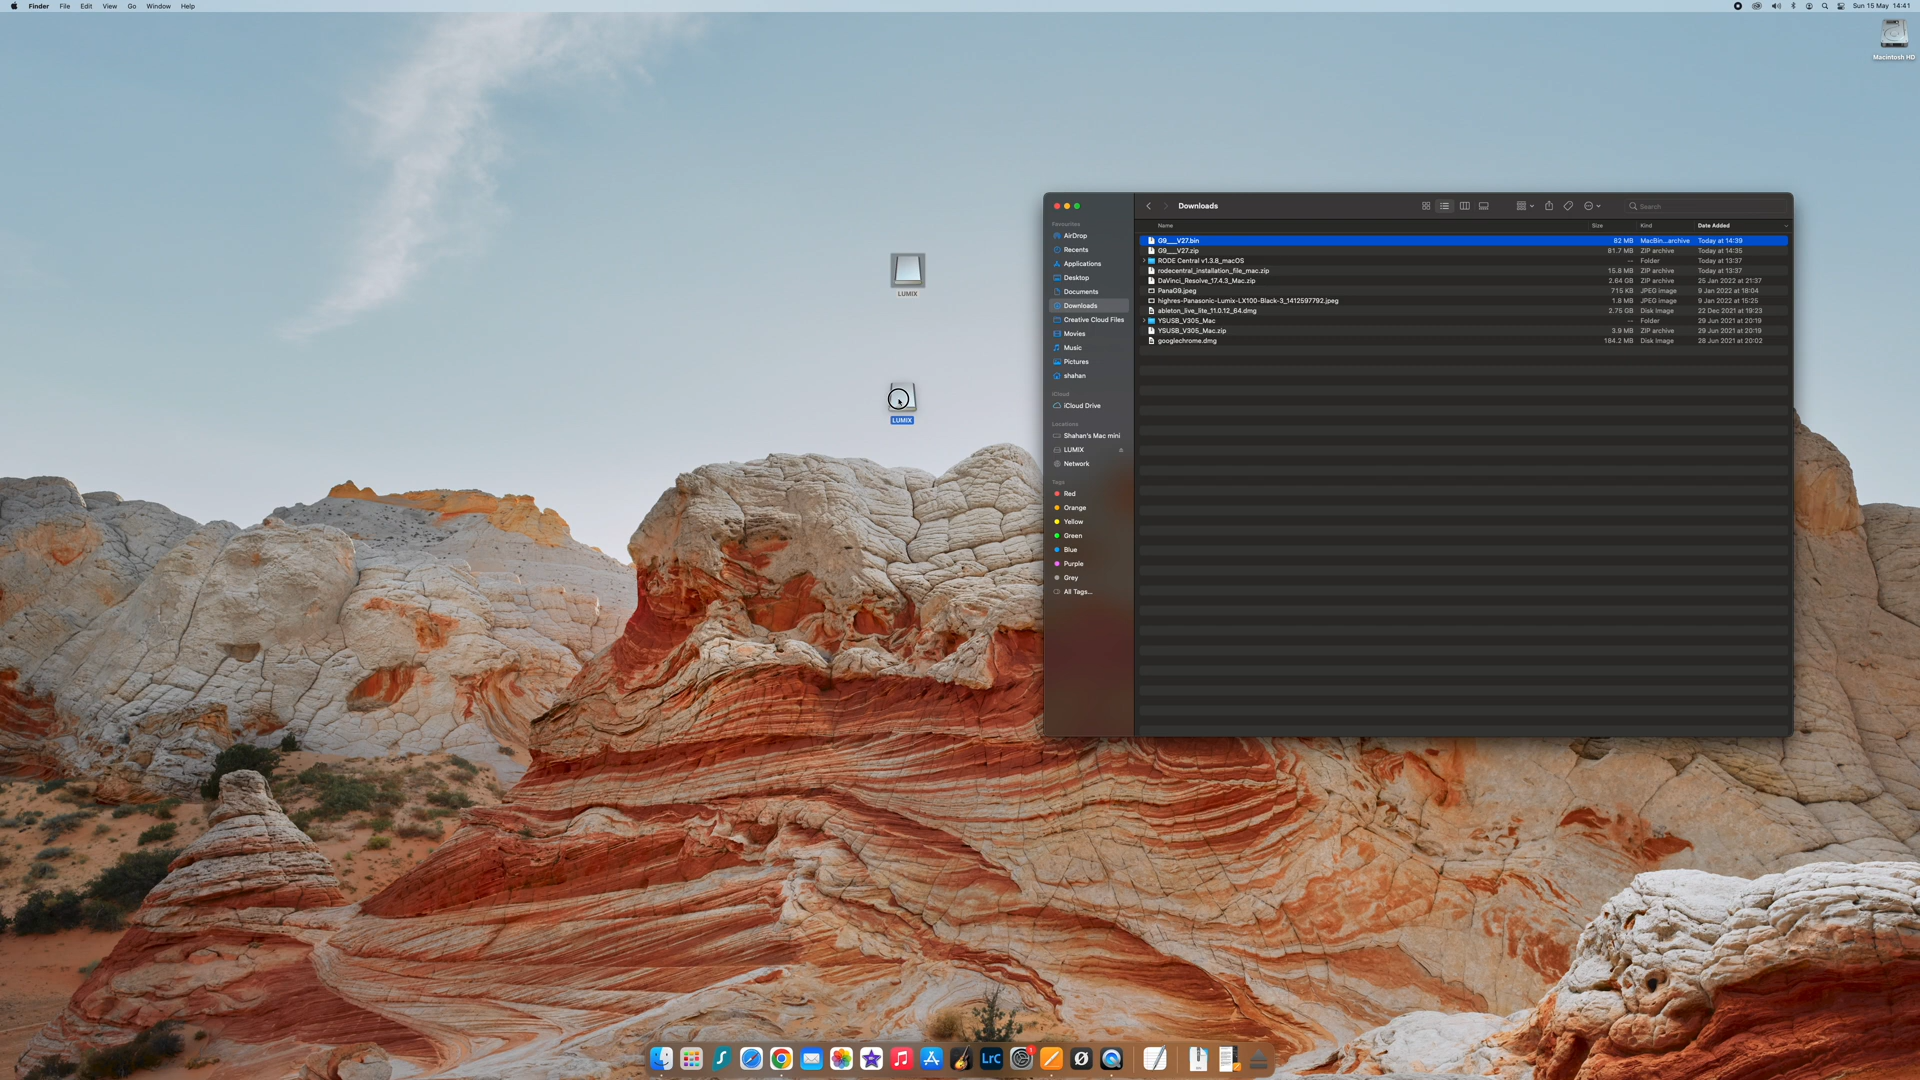 Finder File Edit View Go Window Help
Sun 15 May 14:41
Macintosh HD
LUMIX
LUMIX
Downloads
Search
Name Size Kind Date Added
G9___V27.bin 82 MB MacBin...archive Today at 14:39
G9___V27.zip 81.7 MB ZIP archive Today at 14:35
RODE Central v1.3.8_macOS -- Folder Today at 13:37
rodecentral_installation_file_mac.zip 15.8 MB ZIP archive Today at 13:37
DaVinci_Resolve_17.4.3_Mac.zip 2.64 GB ZIP archive 25 Jan 2022 at 21:37
PanaG9.jpeg 715 KB JPEG image 9 Jan 2022 at 18:04
highres-Panasonic-Lumix-LX100-Black-3_1412597792.jpeg 1.8 MB JPEG image 9 Jan 2022 at 15:25
ableton_live_lite_11.0.12_64.dmg 2.75 GB Disk Image 22 Dec 2021 at 19:23
YSUSB_V305_Mac -- Folder 29 Jun 2021 at 20:19
YSUSB_V305_Mac.zip 3.9 MB ZIP archive 29 Jun 2021 at 20:19
googlechrome.dmg 184.2 MB Disk Image 28 Jun 2021 at 20:02
Favourites
AirDrop
Recents
Applications
Desktop
Documents
Downloads
Creative Cloud Files
Movies
Music
Pictures
shahan
iCloud
iCloud Drive
Locations
Shahan's Mac mini
LUMIX
Network
Tags
Red
Orange
Yellow
Green
Blue
Purple
Grey
All Tags...
LrC
1